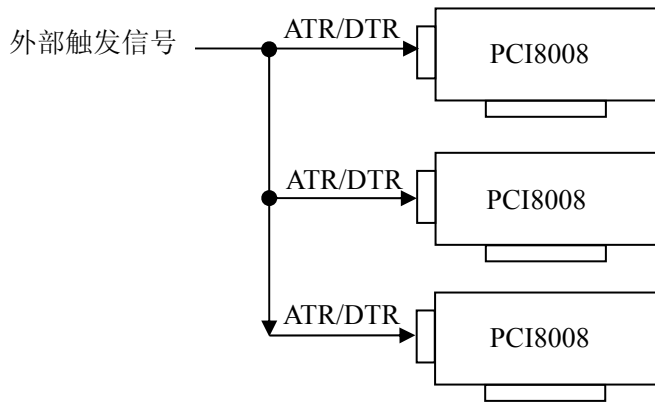 外部触发信号
ATR/DTR
PCI8008
ATR/DTR
PCI8008
ATR/DTR
PCI8008